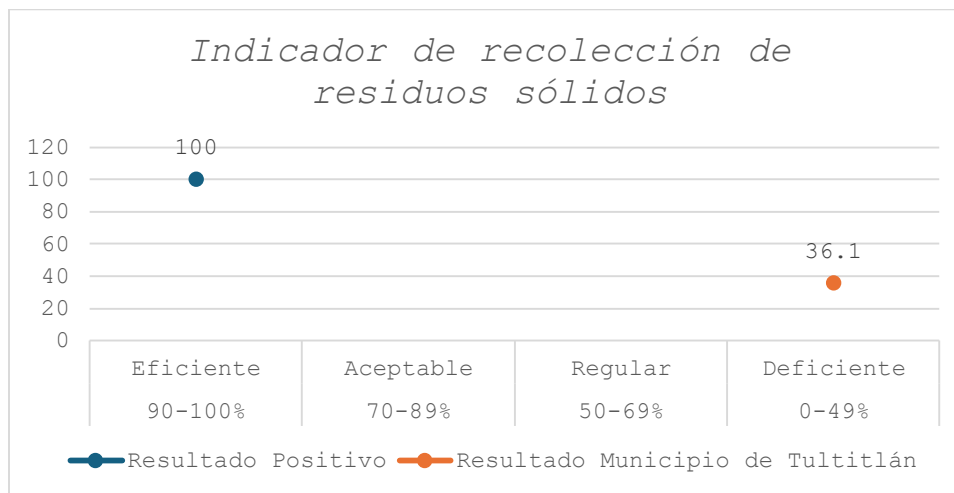 Indicador de recolección de
residuos sólidos
120
100
80
60
40
20
0
100
36.1
Eficiente Aceptable Regular Deficiente
90-100% 70-89% 50-69% 0-49%
Resultado Positivo Resultado Municipio de Tultitlán